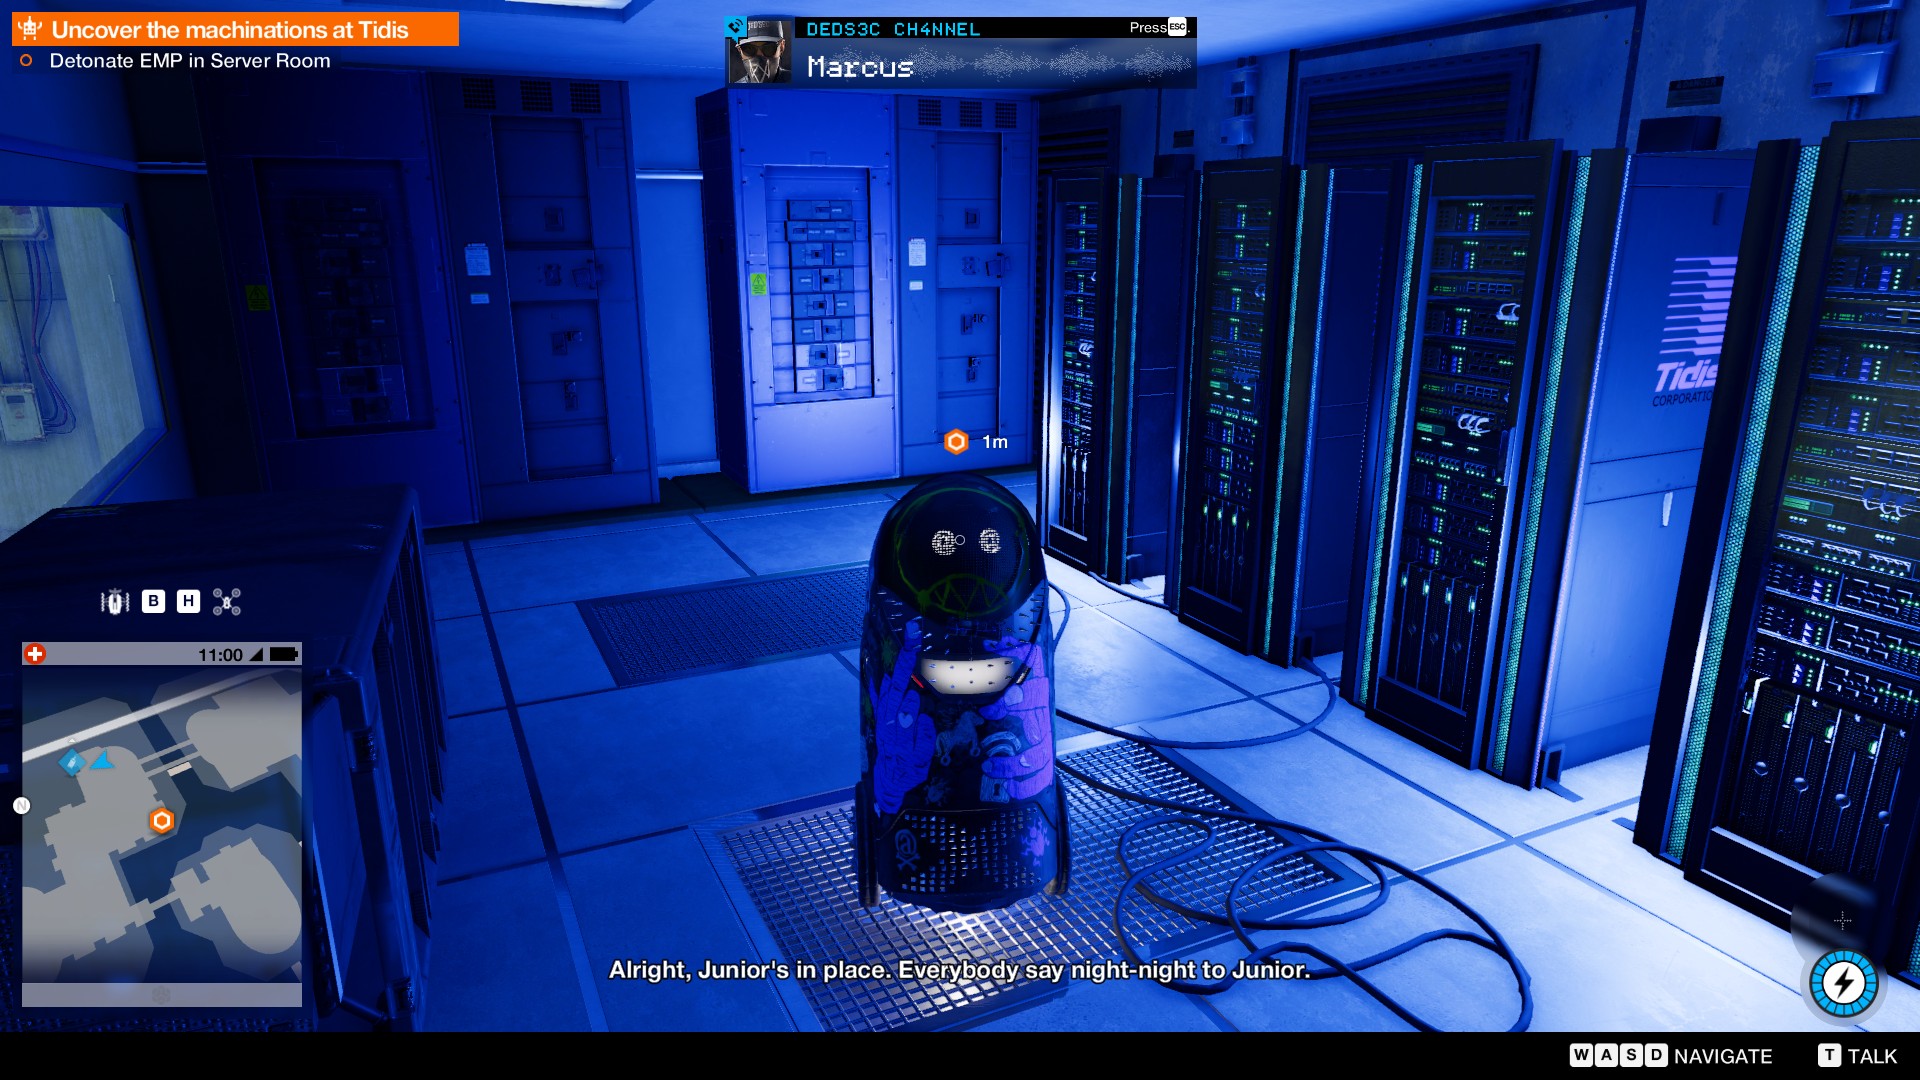 Uncover the machinations at Tidis
Detonate EMP in Server Room
DEDS3C CH4NNEL
Press ESC.
Marcus
1m
Tidis
CORPORATIO
B H
11:00
N
Alright, Junior's in place. Everybody say night-night to Junior.
W A S D NAVIGATE
T TALK